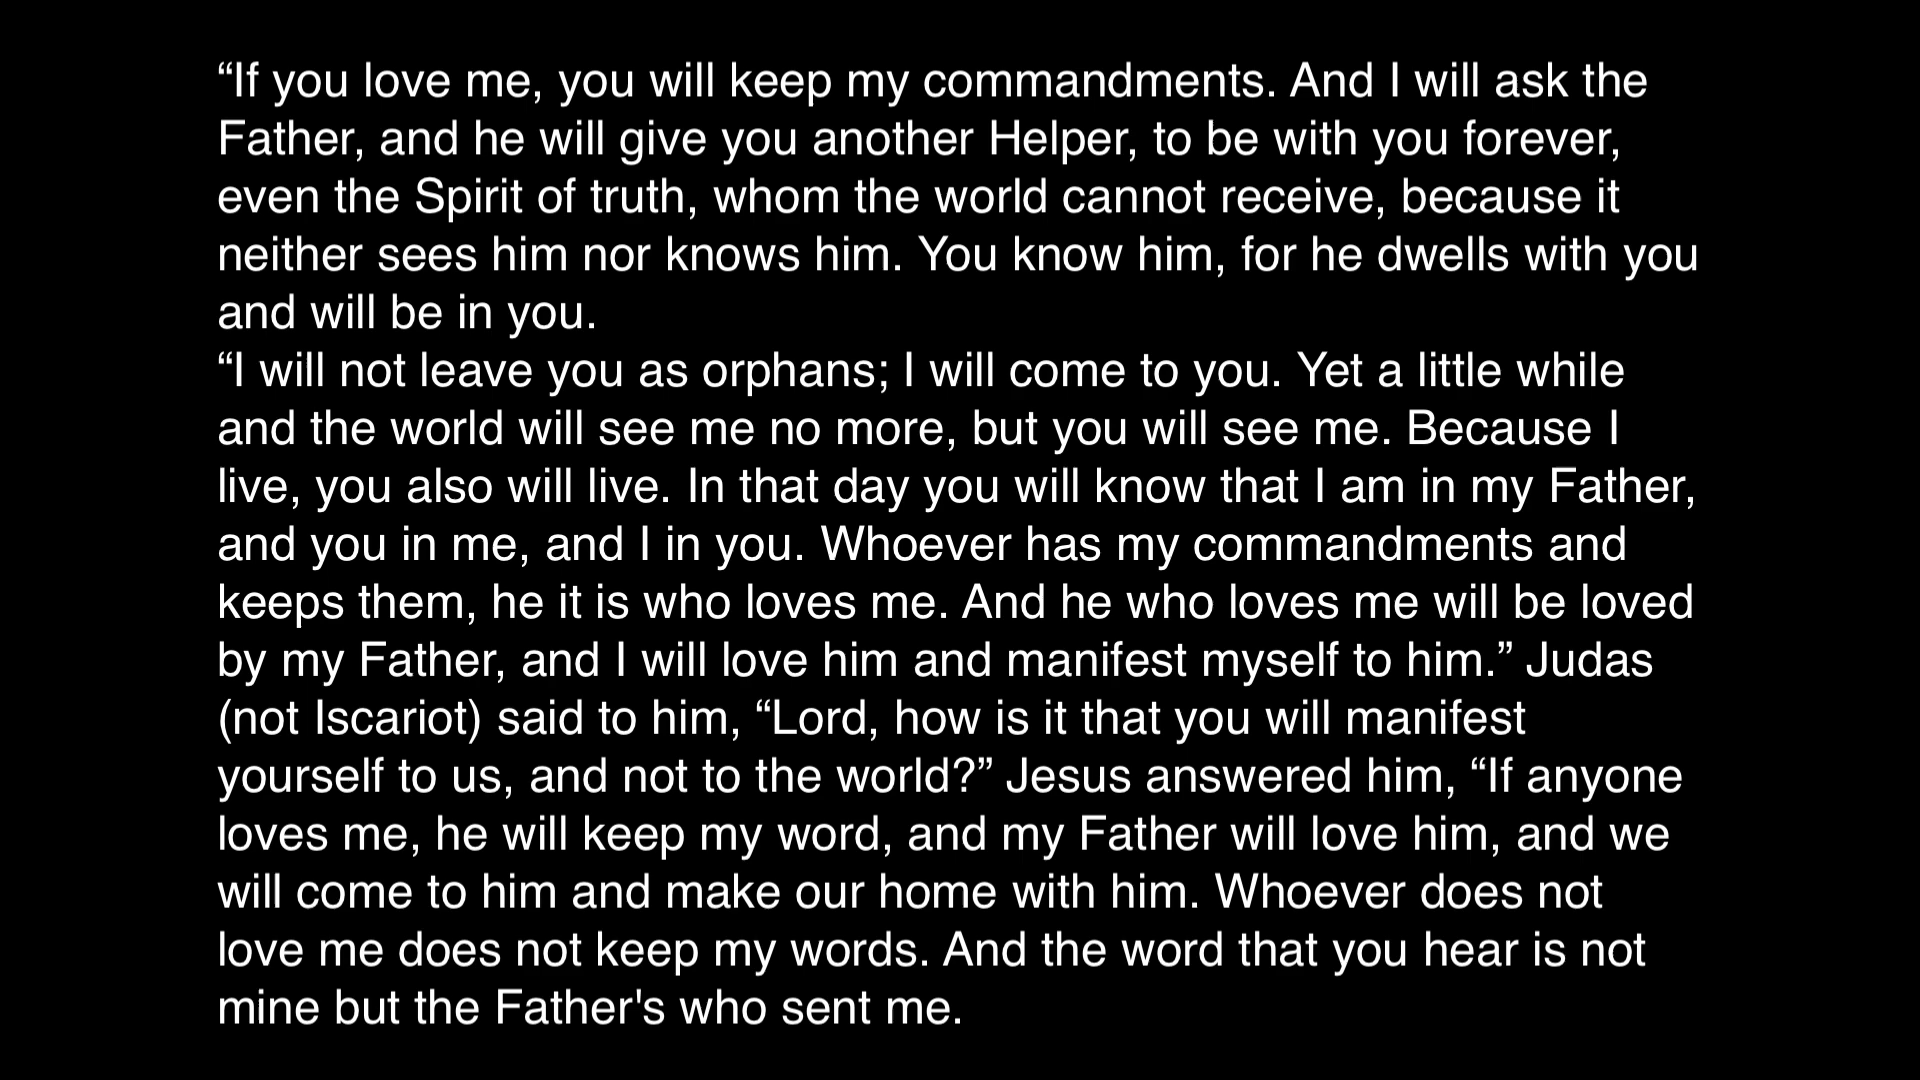 “If you love me, you will keep my commandments. And I will ask the
Father, and he will give you another Helper, to be with you forever,
even the Spirit of truth, whom the world cannot receive, because it
neither sees him nor knows him. You know him, for he dwells with you
and will be in you.
“I will not leave you as orphans; I will come to you. Yet a little while
and the world will see me no more, but you will see me. Because I
live, you also will live. In that day you will know that I am in my Father,
and you in me, and I in you. Whoever has my commandments and
keeps them, he it is who loves me. And he who loves me will be loved
by my Father, and I will love him and manifest myself to him.” Judas
(not Iscariot) said to him, “Lord, how is it that you will manifest
yourself to us, and not to the world?” Jesus answered him, “If anyone
loves me, he will keep my word, and my Father will love him, and we
will come to him and make our home with him. Whoever does not
love me does not keep my words. And the word that you hear is not
mine but the Father's who sent me.